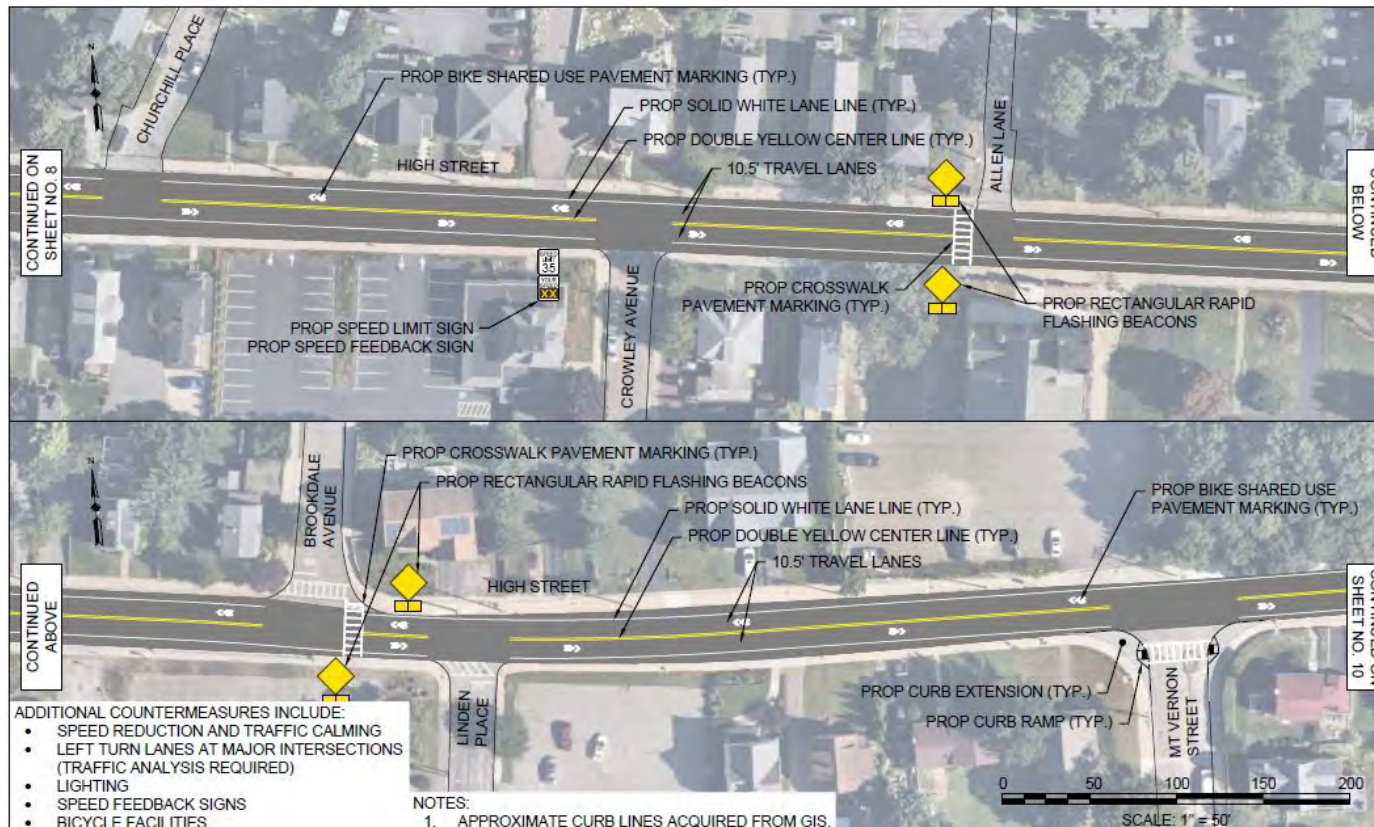 CHURCHILL PLACE
PROP BIKE SHARED USE PAVEMENT MARKING (TYP.)
PROP SOLID WHITE LANE LINE (TYP.)
PROP DOUBLE YELLOW CENTER LINE (TYP.)
10.5' TRAVEL LANES
HIGH STREET
ALLEN LANE
N
CONTINUED ON
SHEET NO. 8
CONTINUED
BELOW
SPEED
LIMIT
35
YOUR
SPEED
XX
PROP SPEED LIMIT SIGN
PROP SPEED FEEDBACK SIGN
CROWLEY AVENUE
PROP CROSSWALK
PAVEMENT MARKING (TYP.)
PROP RECTANGULAR RAPID
FLASHING BEACONS
N
BROOKDALE
AVENUE
PROP CROSSWALK PAVEMENT MARKING (TYP.)
PROP RECTANGULAR RAPID FLASHING BEACONS
PROP SOLID WHITE LANE LINE (TYP.)
PROP DOUBLE YELLOW CENTER LINE (TYP.)
10.5' TRAVEL LANES
HIGH STREET
PROP BIKE SHARED USE
PAVEMENT MARKING (TYP.)
CONTINUED
ABOVE
CONTINUED ON
SHEET NO. 10
LINDEN
PLACE
PROP CURB EXTENSION (TYP.)
PROP CURB RAMP (TYP.)
MT VERNON
STREET
ADDITIONAL COUNTERMEASURES INCLUDE:
• SPEED REDUCTION AND TRAFFIC CALMING
• LEFT TURN LANES AT MAJOR INTERSECTIONS
(TRAFFIC ANALYSIS REQUIRED)
• LIGHTING
• SPEED FEEDBACK SIGNS
• BICYCLE FACILITIES
NOTES:
1. APPROXIMATE CURB LINES ACQUIRED FROM GIS.
0 50 100 150 200
SCALE: 1" = 50'